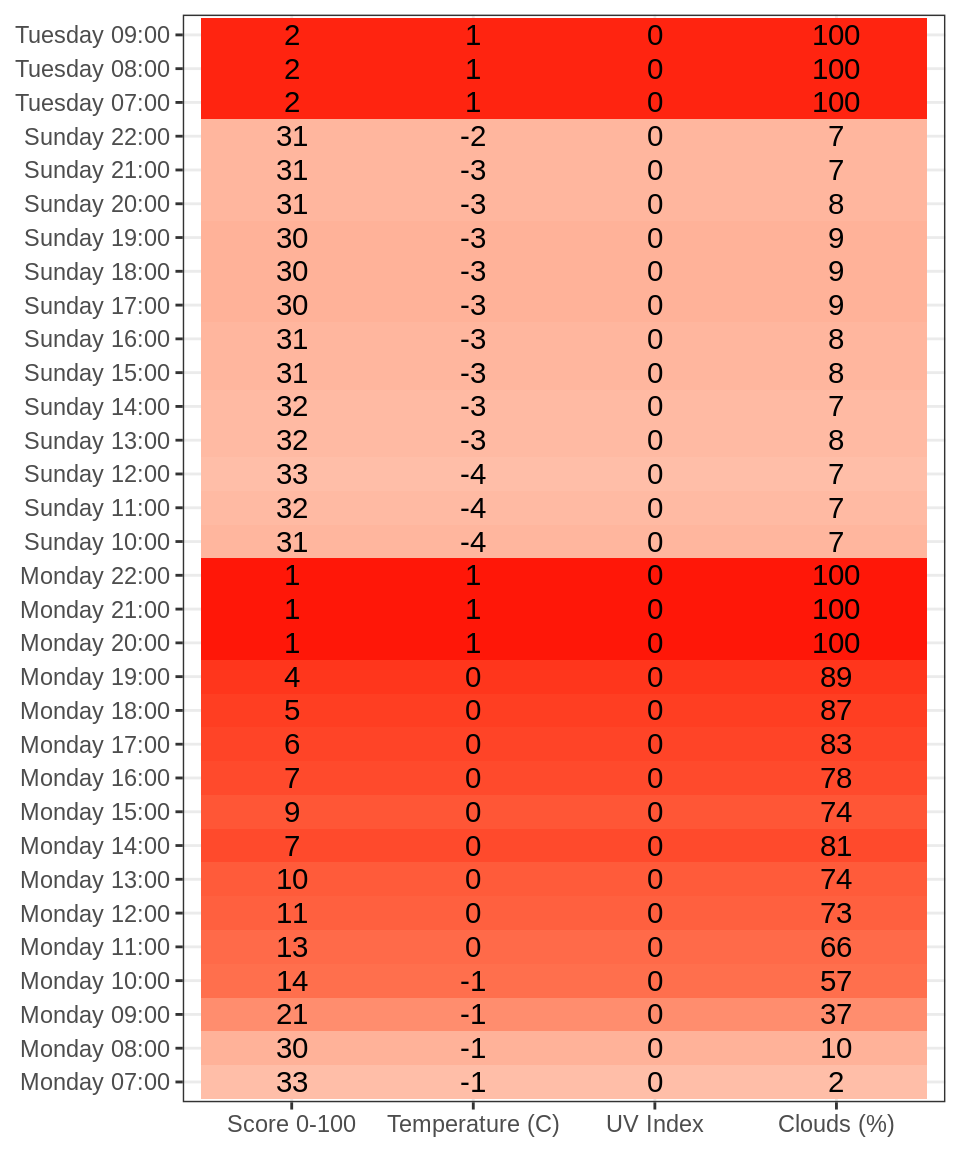 Tuesday 09:00 2 1 0 100
Tuesday 08:00 2 1 0 100
Tuesday 07:00 2 1 0 100
Sunday 22:00 31 -2 0 7
Sunday 21:00 31 -3 0 7
Sunday 20:00 31 -3 0 8
Sunday 19:00 30 -3 0 9
Sunday 18:00 30 -3 0 9
Sunday 17:00 30 -3 0 9
Sunday 16:00 31 -3 0 8
Sunday 15:00 31 -3 0 8
Sunday 14:00 32 -3 0 7
Sunday 13:00 32 -3 0 8
Sunday 12:00 33 -4 0 7
Sunday 11:00 32 -4 0 7
Sunday 10:00 31 -4 0 7
Monday 22:00 1 1 0 100
Monday 21:00 1 1 0 100
Monday 20:00 1 1 0 100
Monday 19:00 4 0 0 89
Monday 18:00 5 0 0 87
Monday 17:00 6 0 0 83
Monday 16:00 7 0 0 78
Monday 15:00 9 0 0 74
Monday 14:00 7 0 0 81
Monday 13:00 10 0 0 74
Monday 12:00 11 0 0 73
Monday 11:00 13 0 0 66
Monday 10:00 14 -1 0 57
Monday 09:00 21 -1 0 37
Monday 08:00 30 -1 0 10
Monday 07:00 33 -1 0 2
Score 0-100 Temperature (C) UV Index Clouds (%)